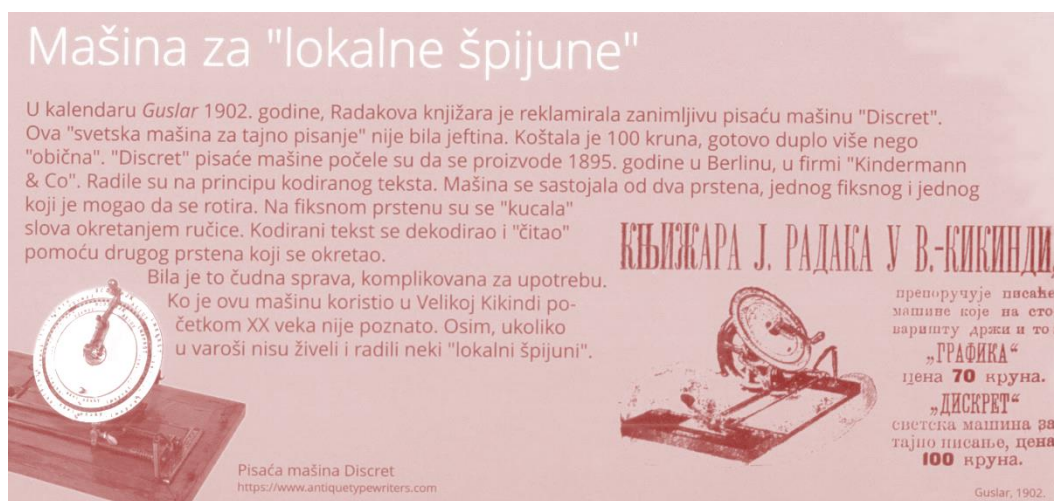 Mašina za "lokalne špijune"
U kalendaru Guslar 1902. godine, Radakova knjižara je reklamirala zanimljivu pisaću mašinu "Discret".
Ova "svetska mašina za tajno pisanje" nije bila jeftina. Koštala je 100 kruna, gotovo duplo više nego
"obična". "Discret" pisaće mašine počele su da se proizvode 1895. godine u Berlinu, u firmi "Kindermann
& Co". Radile su na principu kodiranog teksta. Mašina se sastojala od dva prstena, jednog fiksnog i jednog
koji je mogao da se rotira. Na fiksnom prstenu su se "kucala"
slova okretanjem ručice. Kodirani tekst se dekodirao i "čitao"
pomoću drugog prstena koji se okretao.
Bila je to čudna sprava, komplikovana za upotrebu.
Ko je ovu mašinu koristio u Velikoj Kikindi po-
četkom XX veka nije poznato. Osim, ukoliko
u varoši nisu živeli i radili neki "lokalni špijuni".
КЊИЖАРА Ј. РАДАКА У В.-КИКИНДИ,
препоручује писаће
машине које на сто-
варишту држи и то
„ГРАФИКА“
цена 70 круна.
„ДИСКРЕТ“
светска машина за
тајно писање, цена
100 круна.
Pisaća mašina Discret
https://www.antiquetypewriters.com
Guslar, 1902.